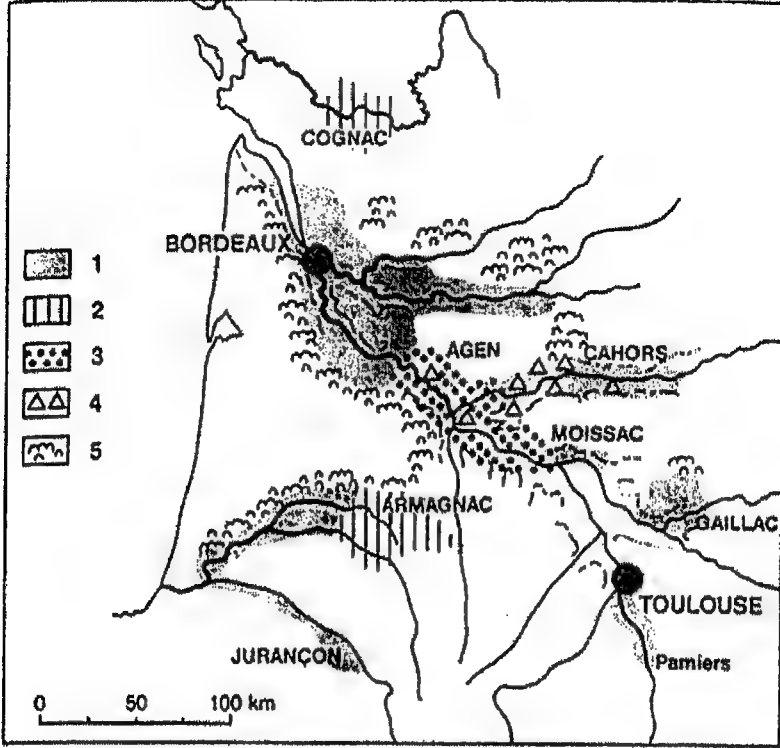 COGNAC
BORDEAUX
1
2
3
4
5
AGEN
CAHORS
MOISSAC
ARMAGNAC
GAILLAC
TOULOUSE
JURANÇON
Pamiers
0 50 100 km